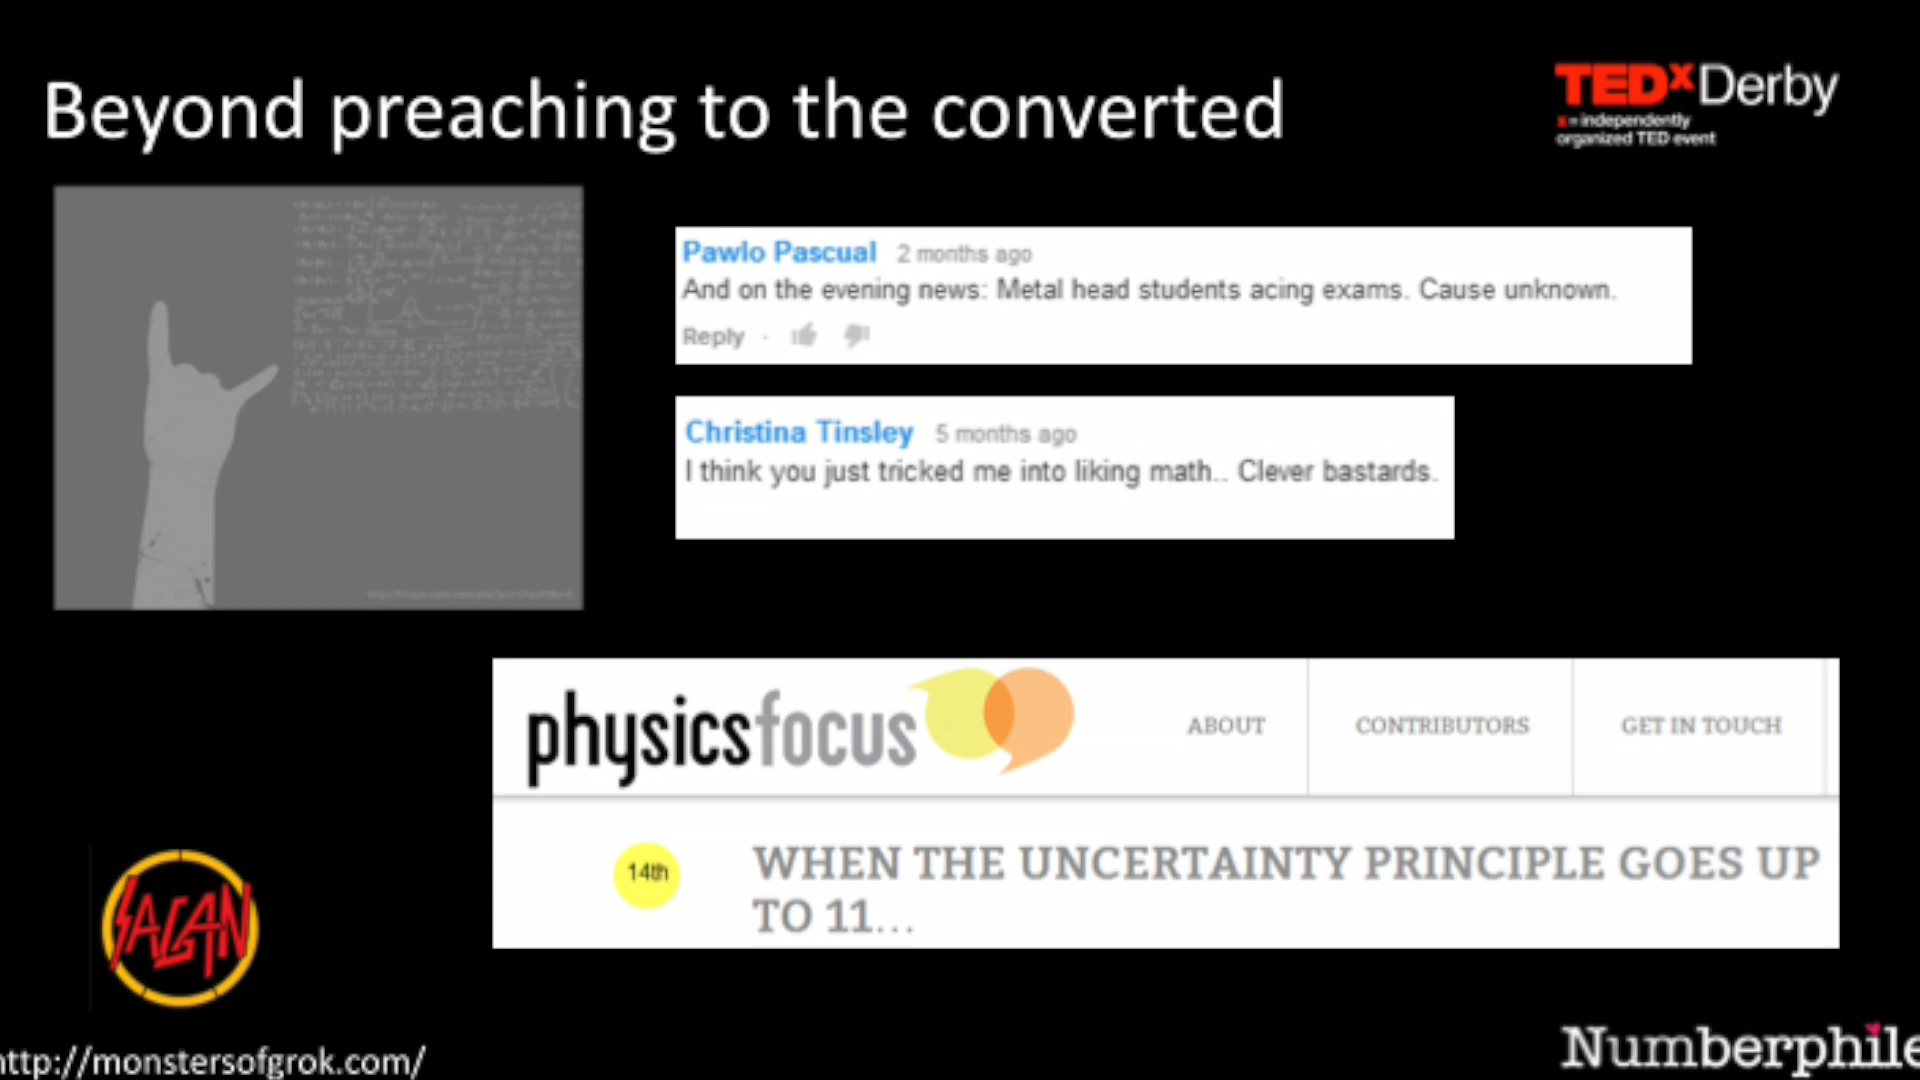 Beyond preaching to the converted
TEDxDerby
x = independently
organized TED event
Pawlo Pascual 2 months ago
And on the evening news: Metal head students acing exams. Cause unknown.
Reply ·
Christina Tinsley 5 months ago
I think you just tricked me into liking math.. Clever bastards.
physicsfocus
ABOUT
CONTRIBUTORS
GET IN TOUCH
14th
WHEN THE UNCERTAINTY PRINCIPLE GOES UP
TO 11...
SAGAN
http://monstersofgrok.com/
Numberphile